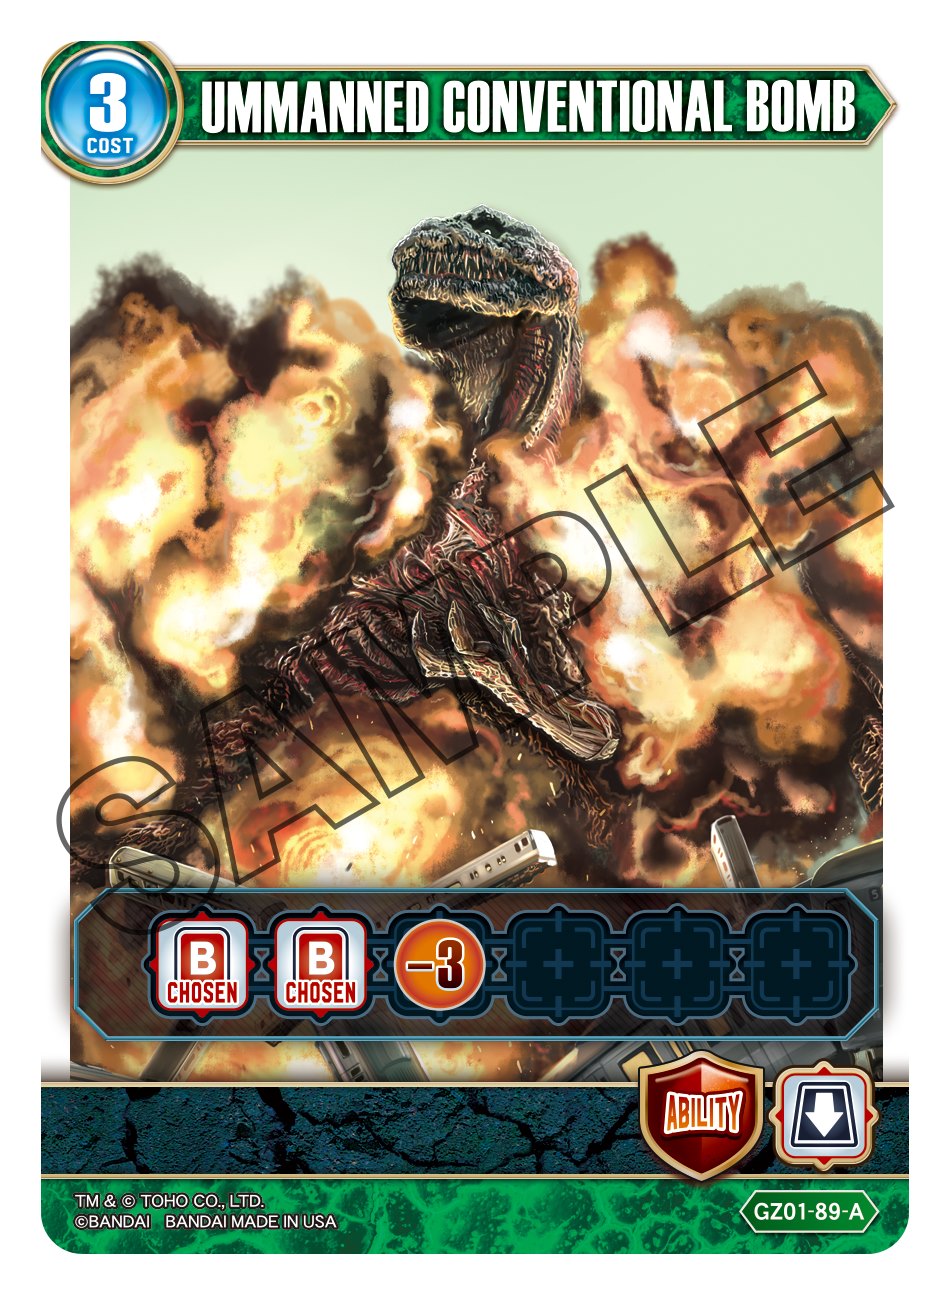 3
COST
UMMANNED CONVENTIONAL BOMB
SAMPLE
B
CHOSEN
B
CHOSEN
-3
ABILITY
TM & © TOHO CO., LTD.
©BANDAI BANDAI MADE IN USA
GZ01-89-A